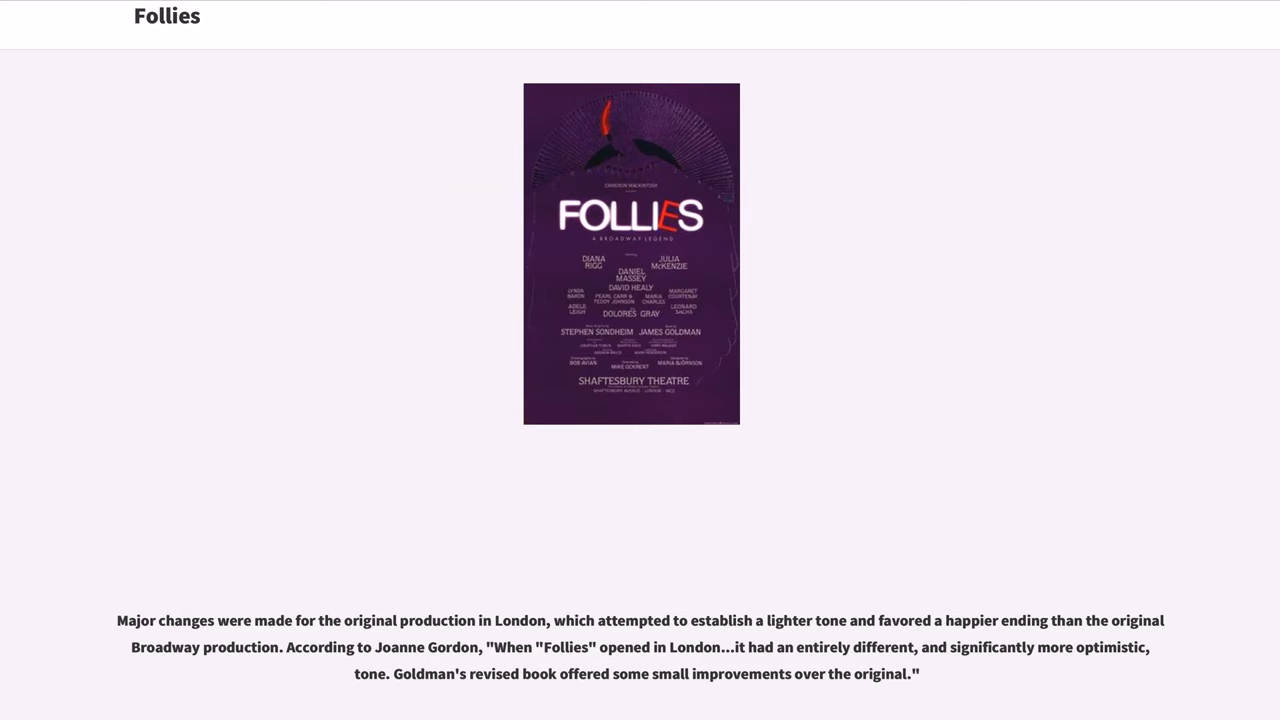 Follies
CAMERON MACKINTOSH
FOLLIES
A BROADWAY LEGEND
DIANA RIGG
JULIA McKENZIE
DANIEL MASSEY
DAVID HEALY
LYNDA BARON
PEARL CARR & TEDDY JOHNSON
MARIA CHARLES
MARGARET COURTENAY
ADELE LEIGH
DOLORES GRAY
LEONARD SACHS
STEPHEN SONDHEIM JAMES GOLDMAN
BOB AVIAN
MIKE OCKRENT
MARIA BJÖRNSON
SHAFTESBURY THEATRE
SHAFTESBURY AVENUE LONDON WC2
Major changes were made for the original production in London, which attempted to establish a lighter tone and favored a happier ending than the original
Broadway production. According to Joanne Gordon, "When "Follies" opened in London...it had an entirely different, and significantly more optimistic,
tone. Goldman's revised book offered some small improvements over the original."